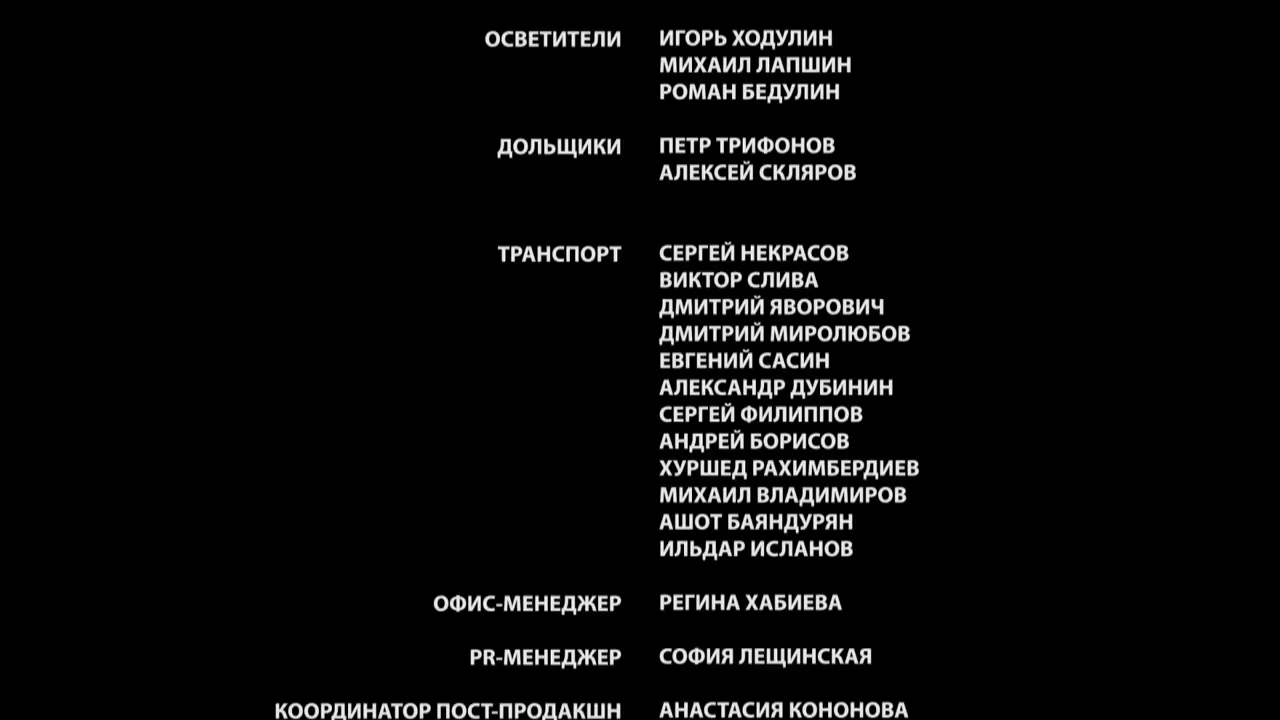 ОСВЕТИТЕЛИ ИГОРЬ ХОДУЛИН
МИХАИЛ ЛАПШИН
РОМАН БЕДУЛИН
ДОЛЬЩИКИ ПЕТР ТРИФОНОВ
АЛЕКСЕЙ СКЛЯРОВ
ТРАНСПОРТ СЕРГЕЙ НЕКРАСОВ
ВИКТОР СЛИВА
ДМИТРИЙ ЯВОРОВИЧ
ДМИТРИЙ МИРОЛЮБОВ
ЕВГЕНИЙ САСИН
АЛЕКСАНДР ДУБИНИН
СЕРГЕЙ ФИЛИППОВ
АНДРЕЙ БОРИСОВ
ХУРШЕД РАХИМБЕРДИЕВ
МИХАИЛ ВЛАДИМИРОВ
АШОТ БАЯНДУРЯН
ИЛЬДАР ИСЛАНОВ
ОФИС-МЕНЕДЖЕР РЕГИНА ХАБИЕВА
PR-МЕНЕДЖЕР СОФИЯ ЛЕЩИНСКАЯ
КООРДИНАТОР ПОСТ-ПРОДАКШН АНАСТАСИЯ КОНОНОВА